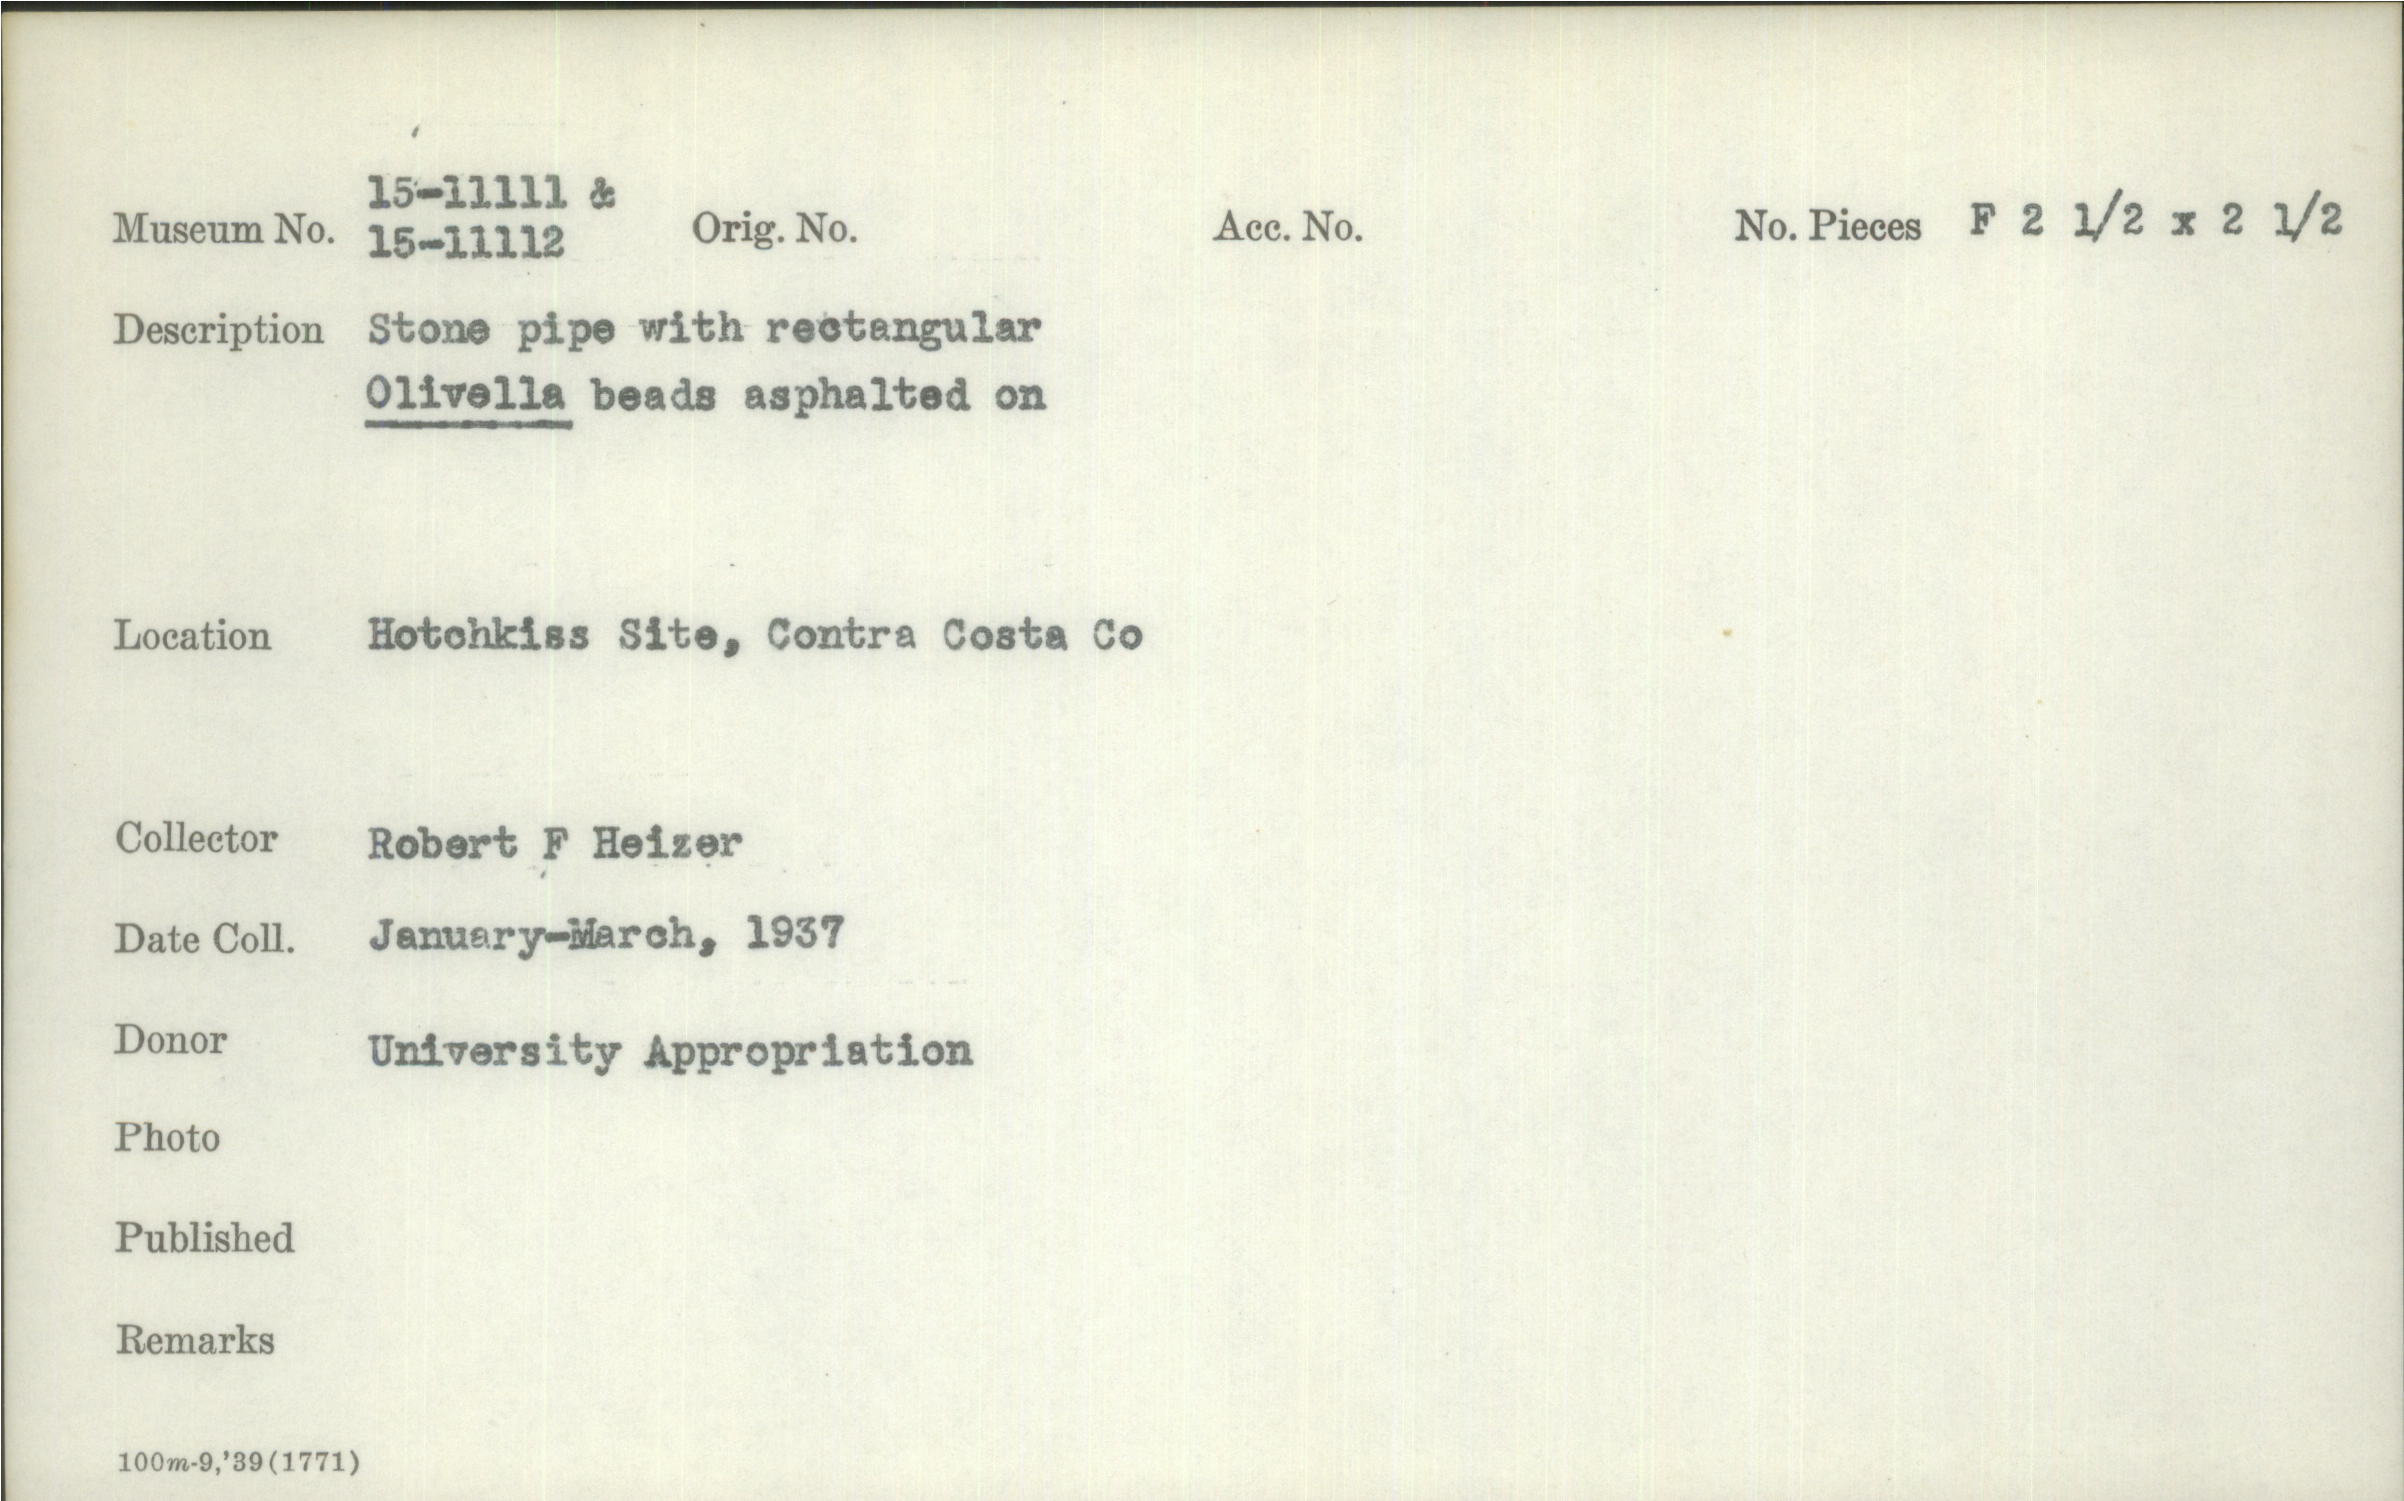 15-11111 &
Museum No. 15-11112 Orig. No. Acc. No. No. Pieces F 2 1/2 x 2 1/2
Description Stone pipe with rectangular
Olivella beads asphalted on
Location Hotchkiss Site, Contra Costa Co
Collector Robert F Heizer
Date Coll. January-March, 1937
Donor University Appropriation
Photo
Published
Remarks
100m-9,'39(1771)